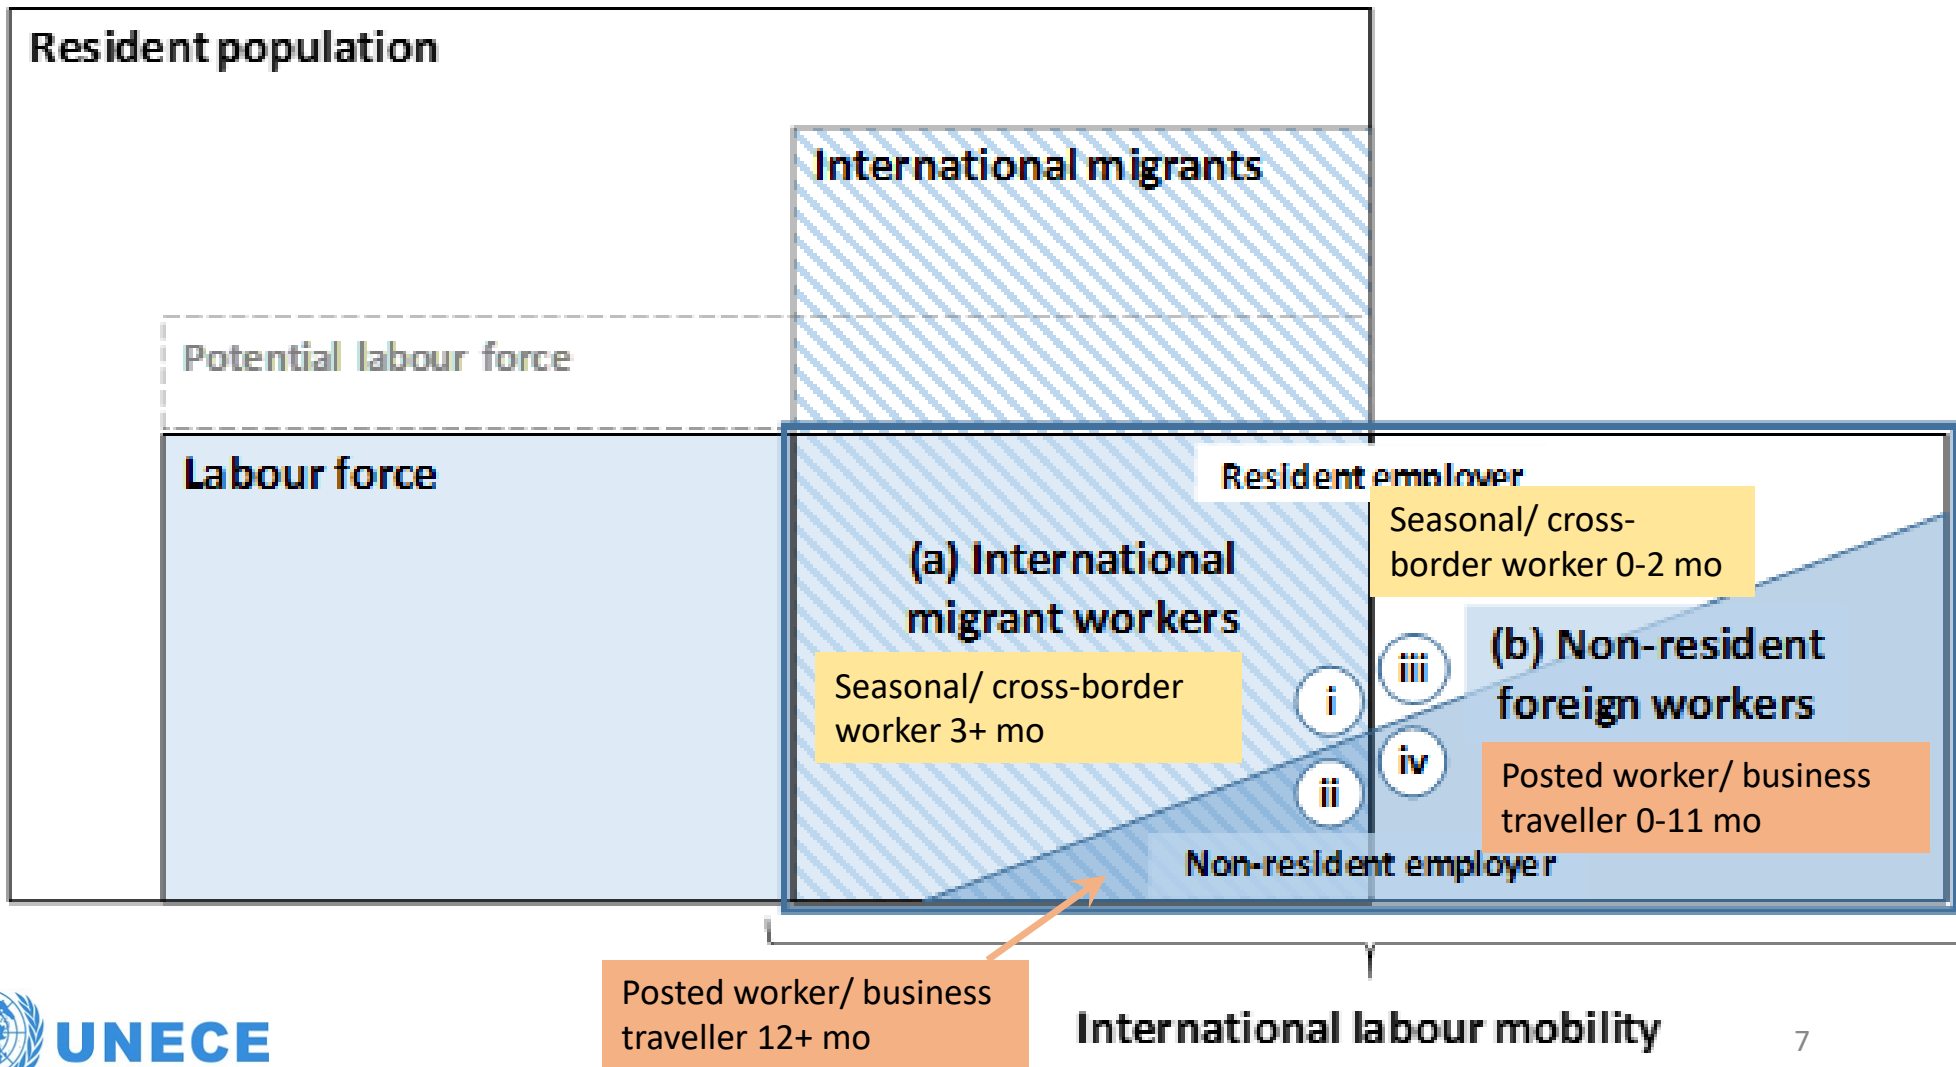 Resident population
International migrants
Potential labour force
Labour force
Resident employer
Seasonal/ cross-
border worker 0-2 mo
(a) International
migrant workers
(b) Non-resident
foreign workers
Seasonal/ cross-border
worker 3+ mo
i
iii
ii
iv
Posted worker/ business
traveller 0-11 mo
Non-resident employer
Posted worker/ business
traveller 12+ mo
International labour mobility
UNECE
7